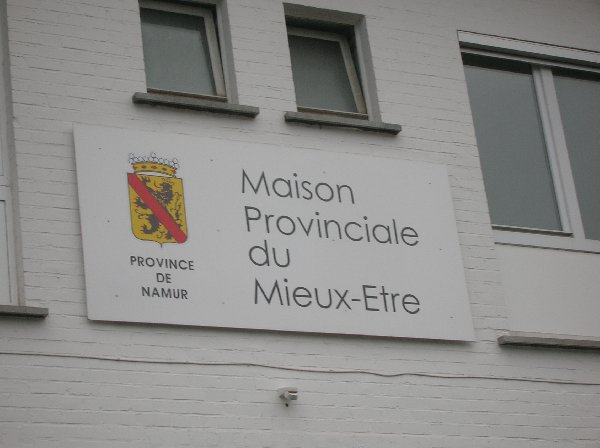 Maison
Provinciale
du
Mieux-Etre
PROVINCE
DE
NAMUR